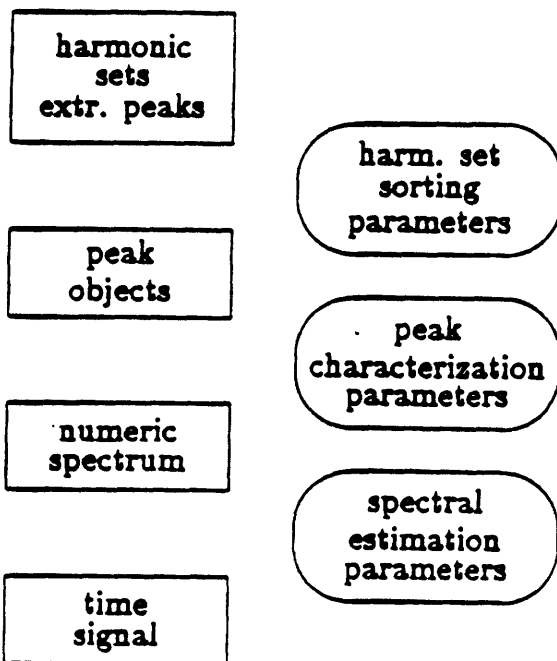 harmonic
sets
extr. peaks
harm. set
sorting
parameters
peak
objects
peak
characterization
parameters
numeric
spectrum
spectral
estimation
parameters
time
signal